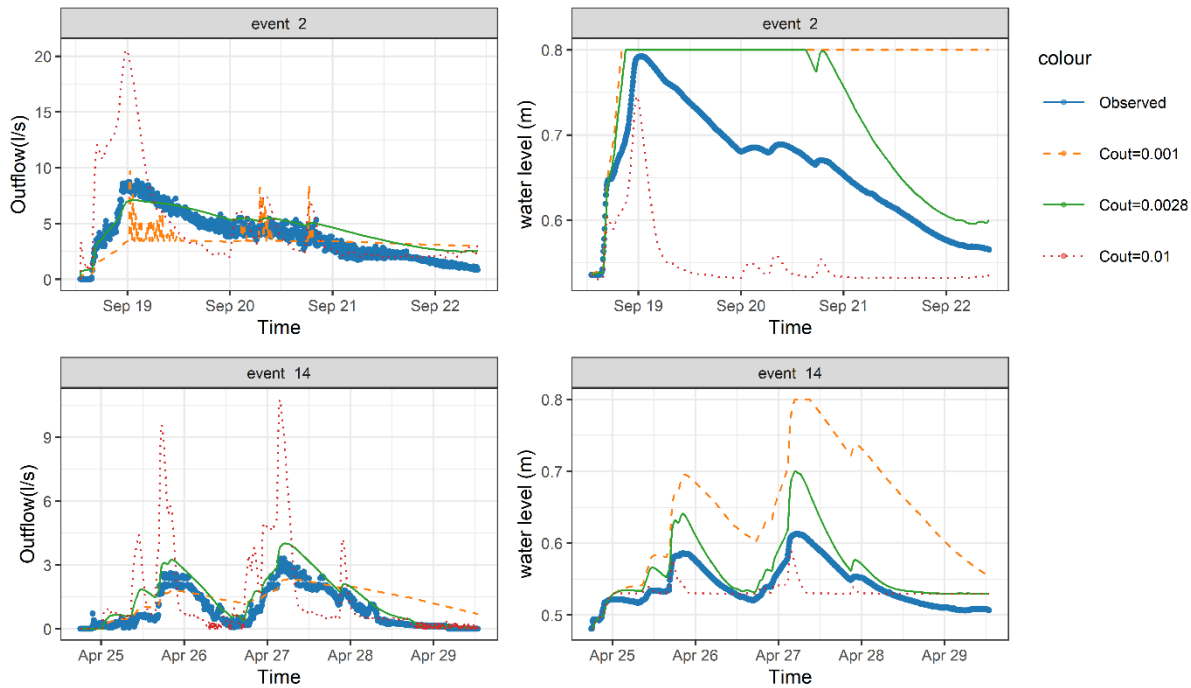 event 2
event 2
Outflow(l/s)
20
15
10
5
0
Sep 19 Sep 20 Sep 21 Sep 22
Time
water level (m)
0.8
0.7
0.6
Sep 19 Sep 20 Sep 21 Sep 22
Time
colour
Observed
Cout=0.001
Cout=0.0028
Cout=0.01
event 14
event 14
Outflow(l/s)
9
6
3
0
Apr 25 Apr 26 Apr 27 Apr 28 Apr 29
Time
water level (m)
0.8
0.7
0.6
0.5
Apr 25 Apr 26 Apr 27 Apr 28 Apr 29
Time